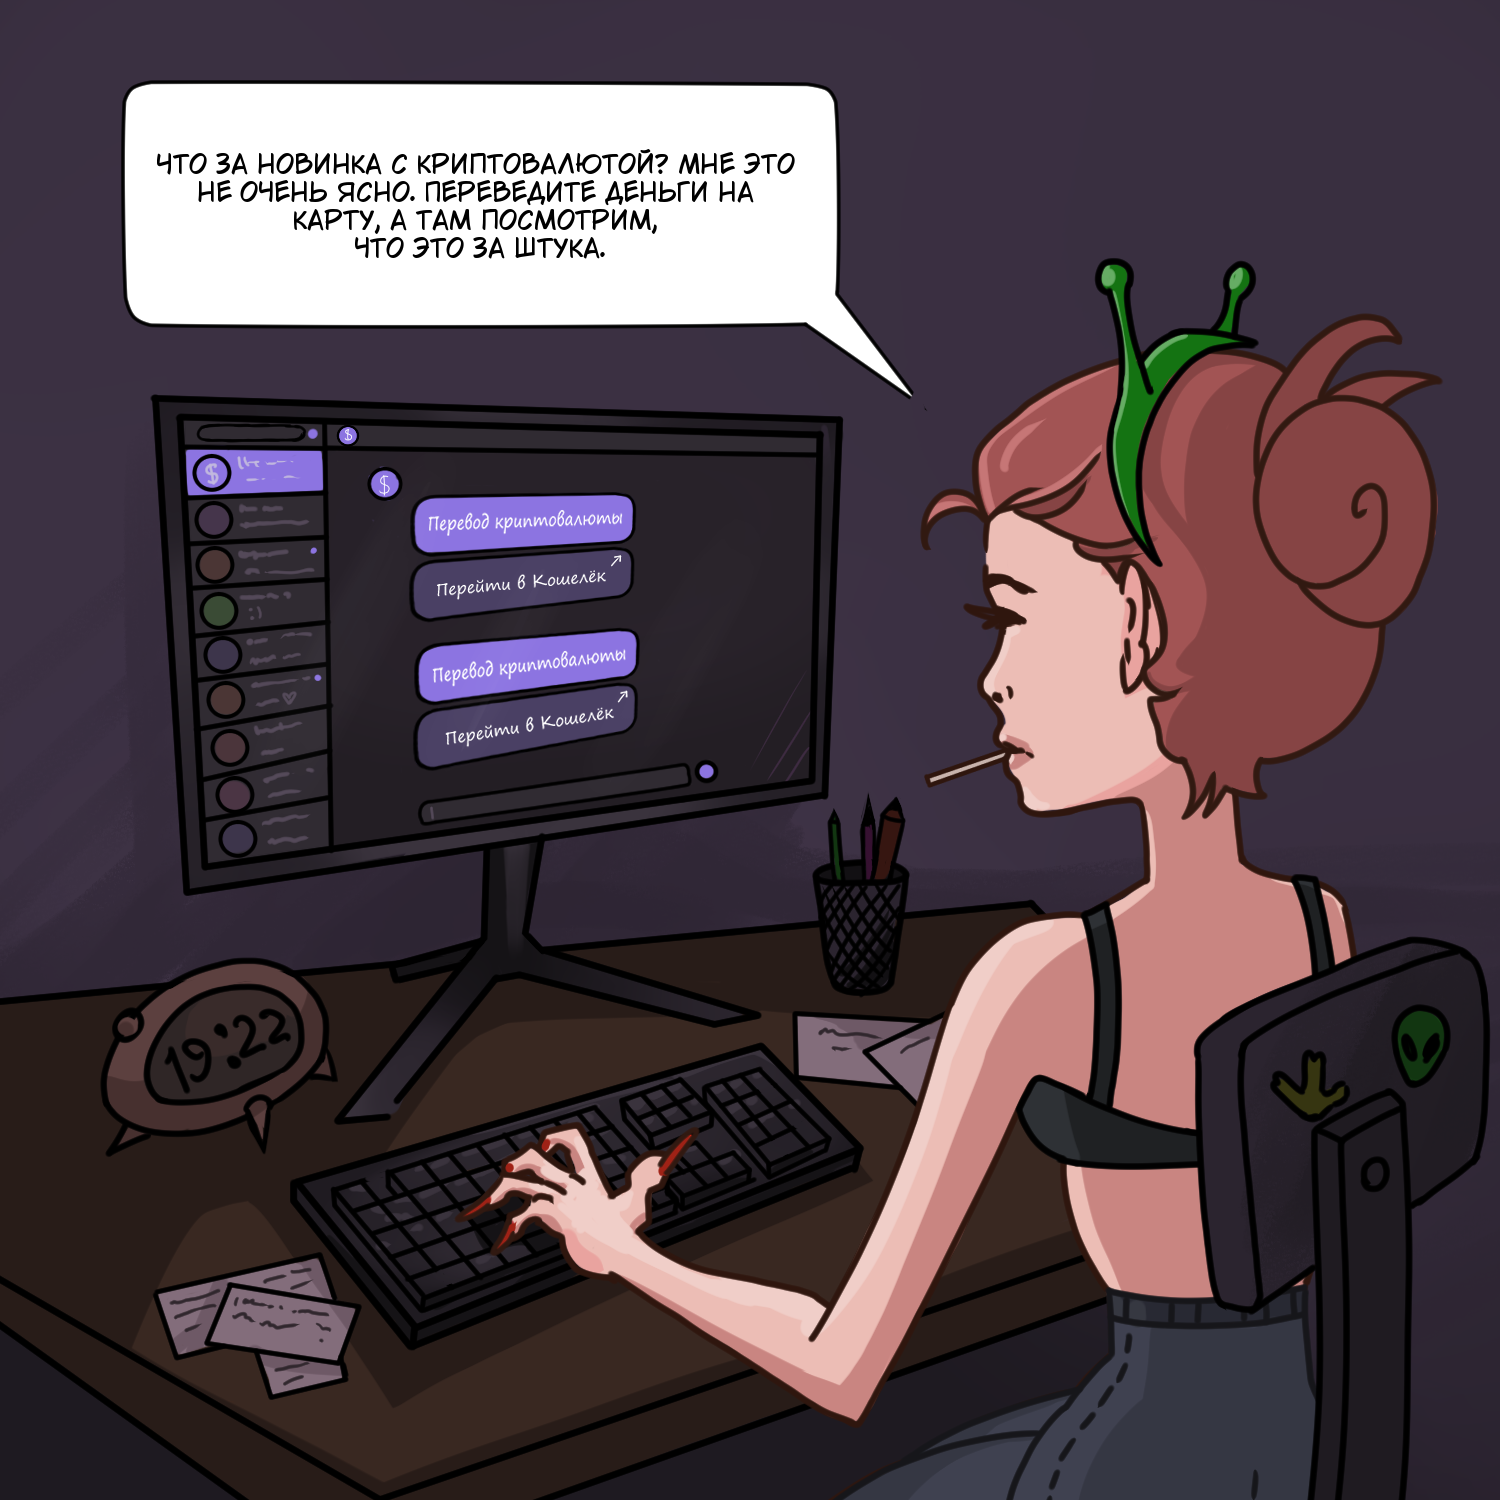 ЧТО ЗА НОВИНКА С КРИПТОВАЛЮТОЙ? МНЕ ЭТО
НЕ ОЧЕНЬ ЯСНО. ПЕРЕВЕДИТЕ ДЕНЬГИ НА
КАРТУ, А ТАМ ПОСМОТРИМ,
ЧТО ЭТО ЗА ШТУКА.
$
$
$
Перевод криптовалюты
Перейти в Кошелёк
:)
Перевод криптовалюты
Перейти в Кошелёк
19:22